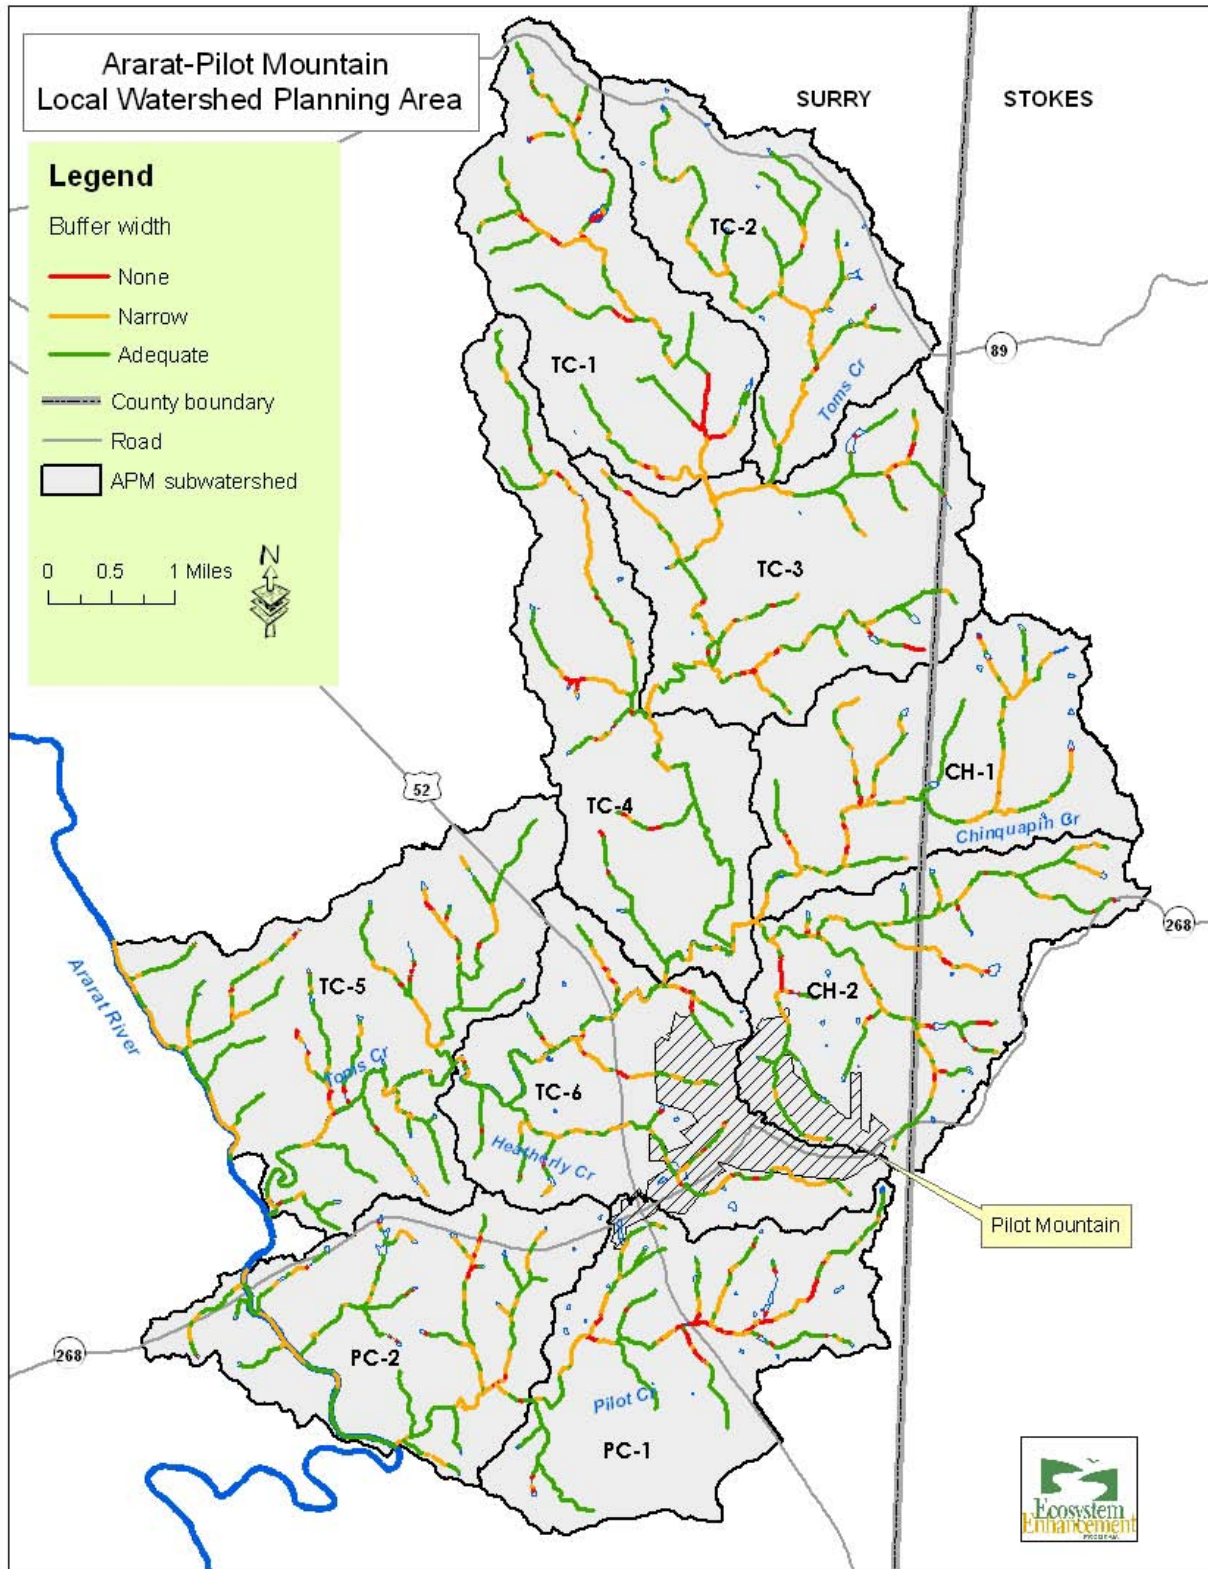 Ararat-Pilot Mountain
Local Watershed Planning Area
SURRY
STOKES
Legend
Buffer width
None
Narrow
Adequate
County boundary
Road
APM subwatershed
0 0.5 1 Miles
N
TC-2
TC-1
Toms Cr
89
TC-3
52
TC-4
CH-1
Chinquapin Cr
268
Ararat River
TC-5
CH-2
Toms Cr
TC-6
Heatherly Cr
Pilot Mountain
268
PC-2
Pilot Cr
PC-1
Ecosystem
Enhancement
PROGRAM